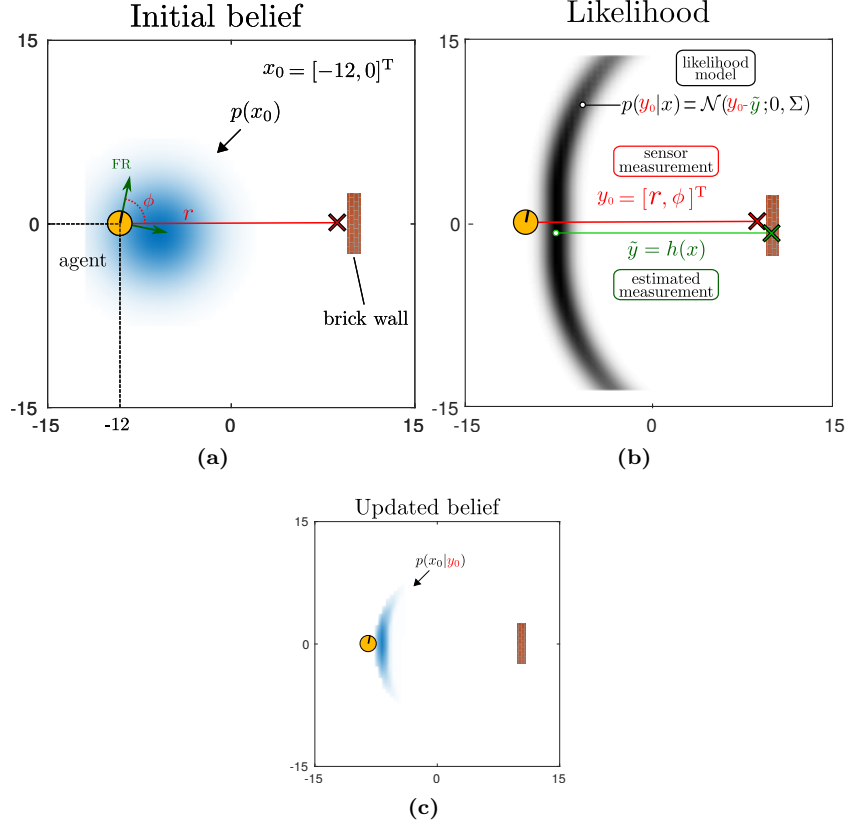 Initial belief
15
x₀ = [-12, 0]ᵀ
p(x₀)
FR
ϕ
r
0
agent
brick wall
-15
-15
-12
0
15
(a)
Likelihood
15
likelihood
model
p(y₀|x) = 𝒩(y₀-ỹ;0, Σ)
sensor
measurement
y₀ = [r, ϕ]ᵀ
0
ỹ = h(x)
estimated
measurement
-15
-15
0
15
(b)
Updated belief
15
p(x₀|y₀)
0
-15
-15
0
15
(c)